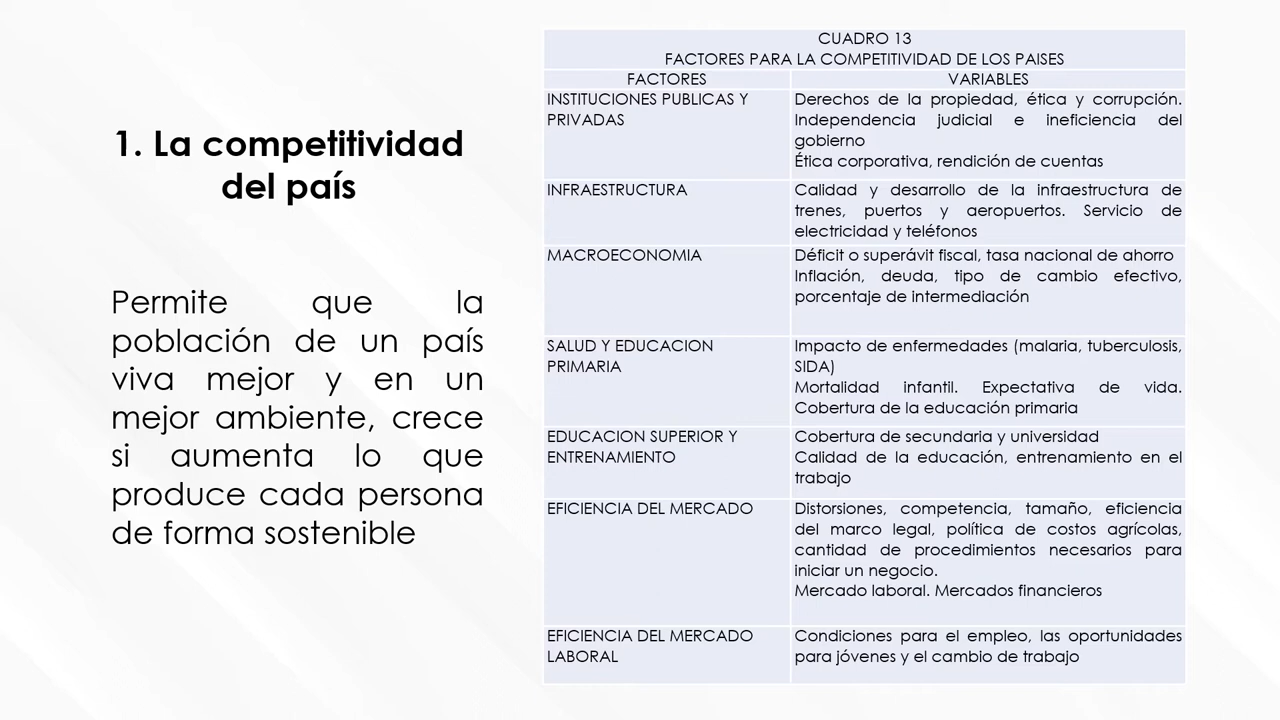 1. La competitividad
del país
Permite que la
población de un país
viva mejor y en un
mejor ambiente, crece
si aumenta lo que
produce cada persona
de forma sostenible
CUADRO 13
FACTORES PARA LA COMPETITIVIDAD DE LOS PAISES
FACTORES
VARIABLES
INSTITUCIONES PUBLICAS Y
PRIVADAS
Derechos de la propiedad, ética y corrupción.
Independencia judicial e ineficiencia del
gobierno
Ética corporativa, rendición de cuentas
INFRAESTRUCTURA
Calidad y desarrollo de la infraestructura de
trenes, puertos y aeropuertos. Servicio de
electricidad y teléfonos
MACROECONOMIA
Déficit o superávit fiscal, tasa nacional de ahorro
Inflación, deuda, tipo de cambio efectivo,
porcentaje de intermediación
SALUD Y EDUCACION
PRIMARIA
Impacto de enfermedades (malaria, tuberculosis,
SIDA)
Mortalidad infantil. Expectativa de vida.
Cobertura de la educación primaria
EDUCACION SUPERIOR Y
ENTRENAMIENTO
Cobertura de secundaria y universidad
Calidad de la educación, entrenamiento en el
trabajo
EFICIENCIA DEL MERCADO
Distorsiones, competencia, tamaño, eficiencia
del marco legal, política de costos agrícolas,
cantidad de procedimientos necesarios para
iniciar un negocio.
Mercado laboral. Mercados financieros
EFICIENCIA DEL MERCADO
LABORAL
Condiciones para el empleo, las oportunidades
para jóvenes y el cambio de trabajo